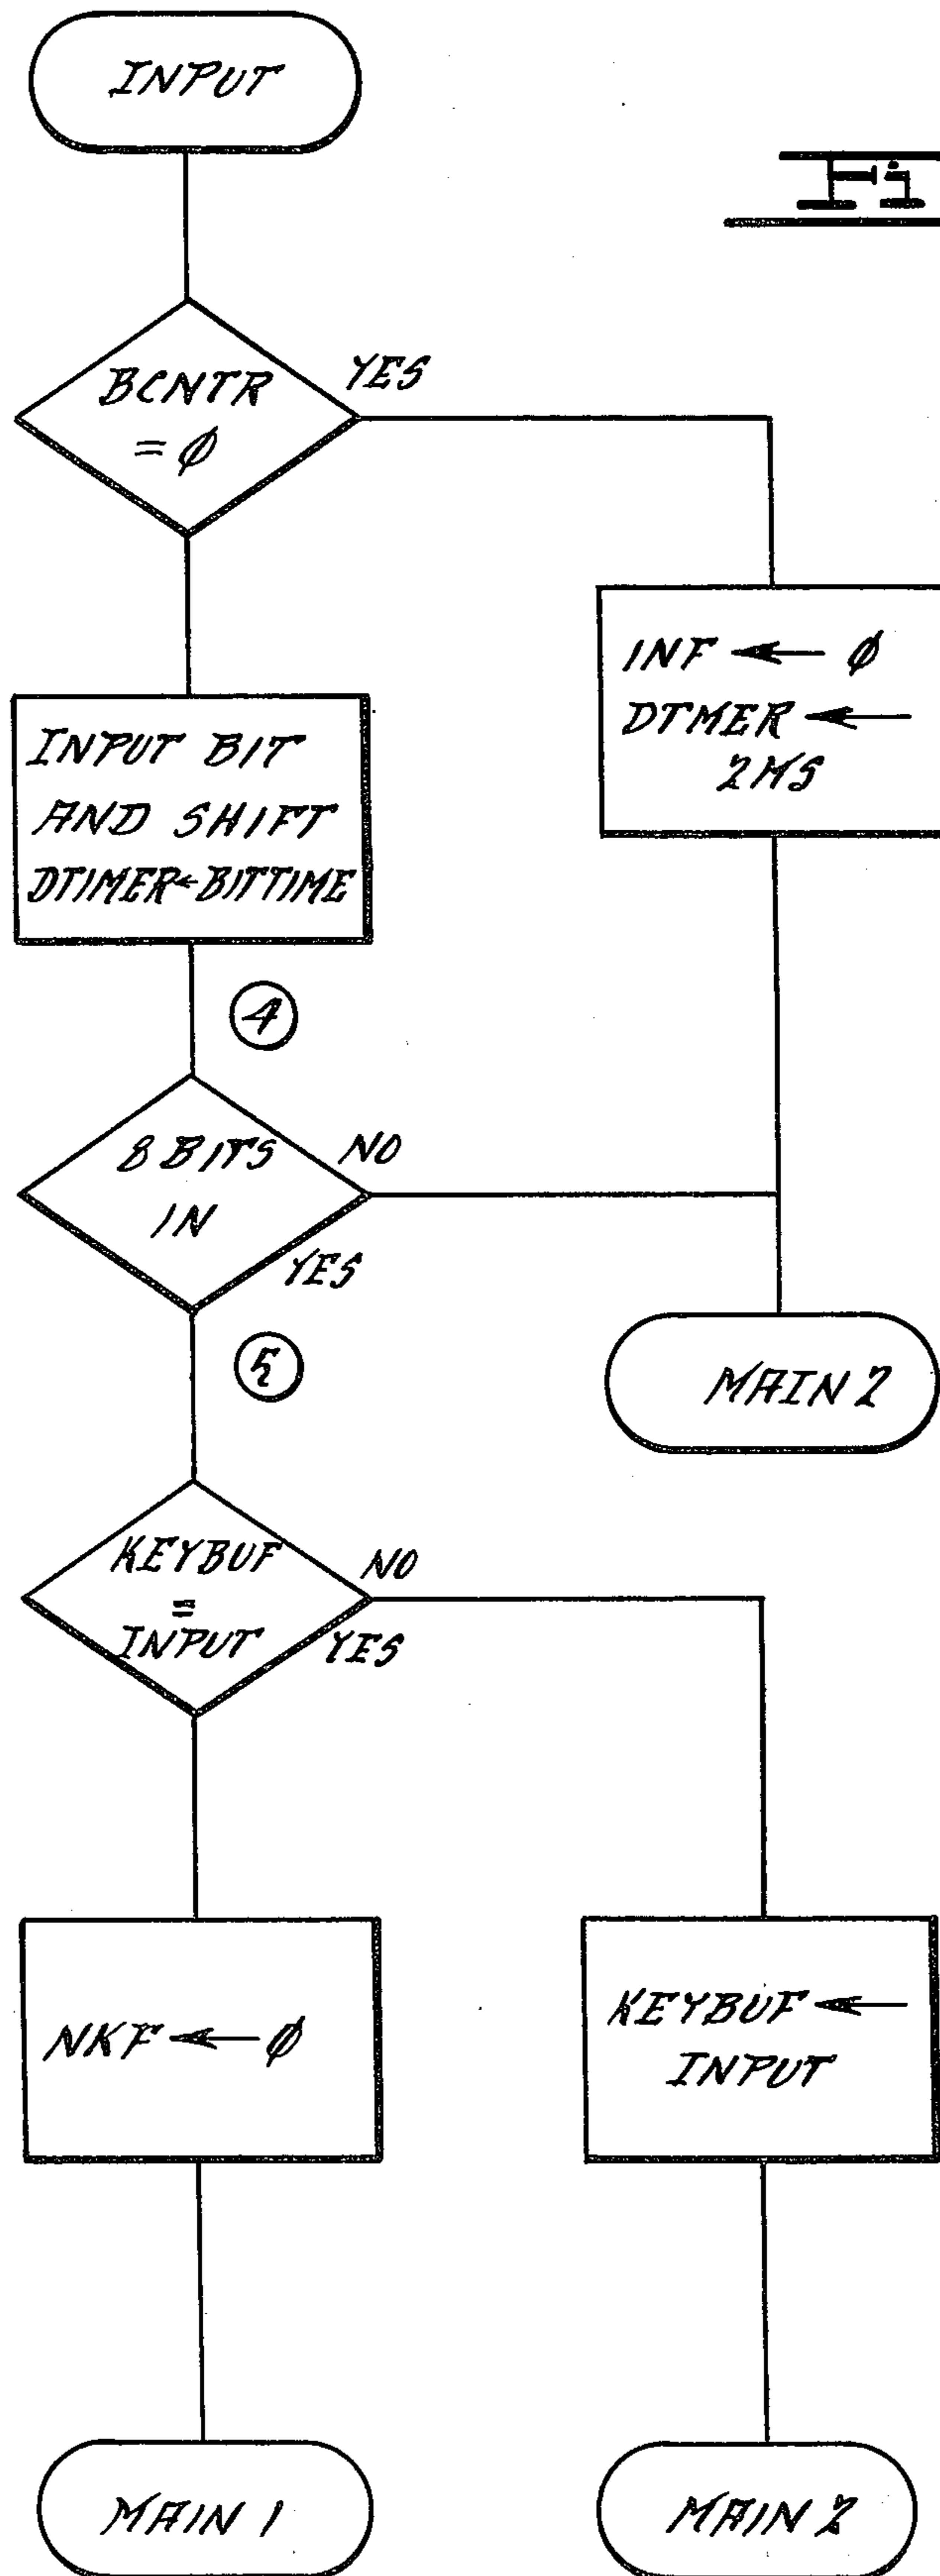 INPUT
BCNTR
= Ø
YES
INF ← Ø
DTMER ←
2MS
INPUT BIT
AND SHIFT
DTIMER←BITTIME
4
8 BITS
IN
NO
YES
5
MAIN 2
KEYBUF
=
INPUT
NO
YES
NKF ← Ø
KEYBUF ←
INPUT
MAIN 1
MAIN 2